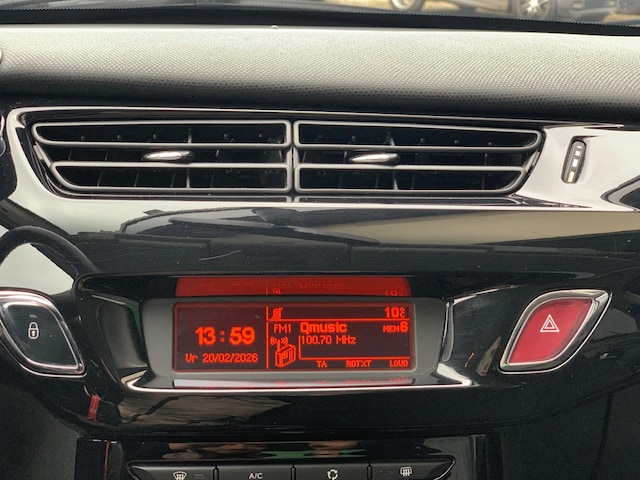 10°C
13:59
FM1 Qmusic MEM6
100.70 MHz
Vr 20/02/2026
TA RDTXT LOUD
A/C